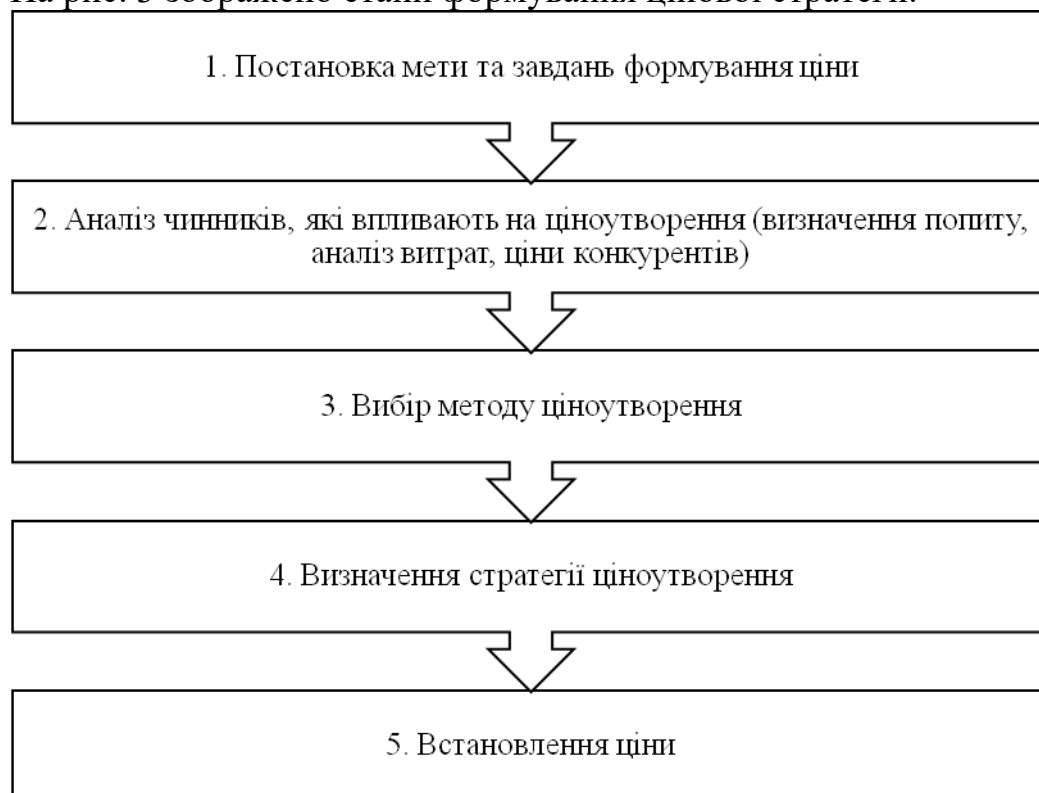 На рис. 3 зображено етапи формування цінової стратегії.
1. Постановка мети та завдань формування ціни
2. Аналіз чинників, які впливають на ціноутворення (визначення попиту,
аналіз витрат, ціни конкурентів)
3. Вибір методу ціноутворення
4. Визначення стратегії ціноутворення
5. Встановлення ціни